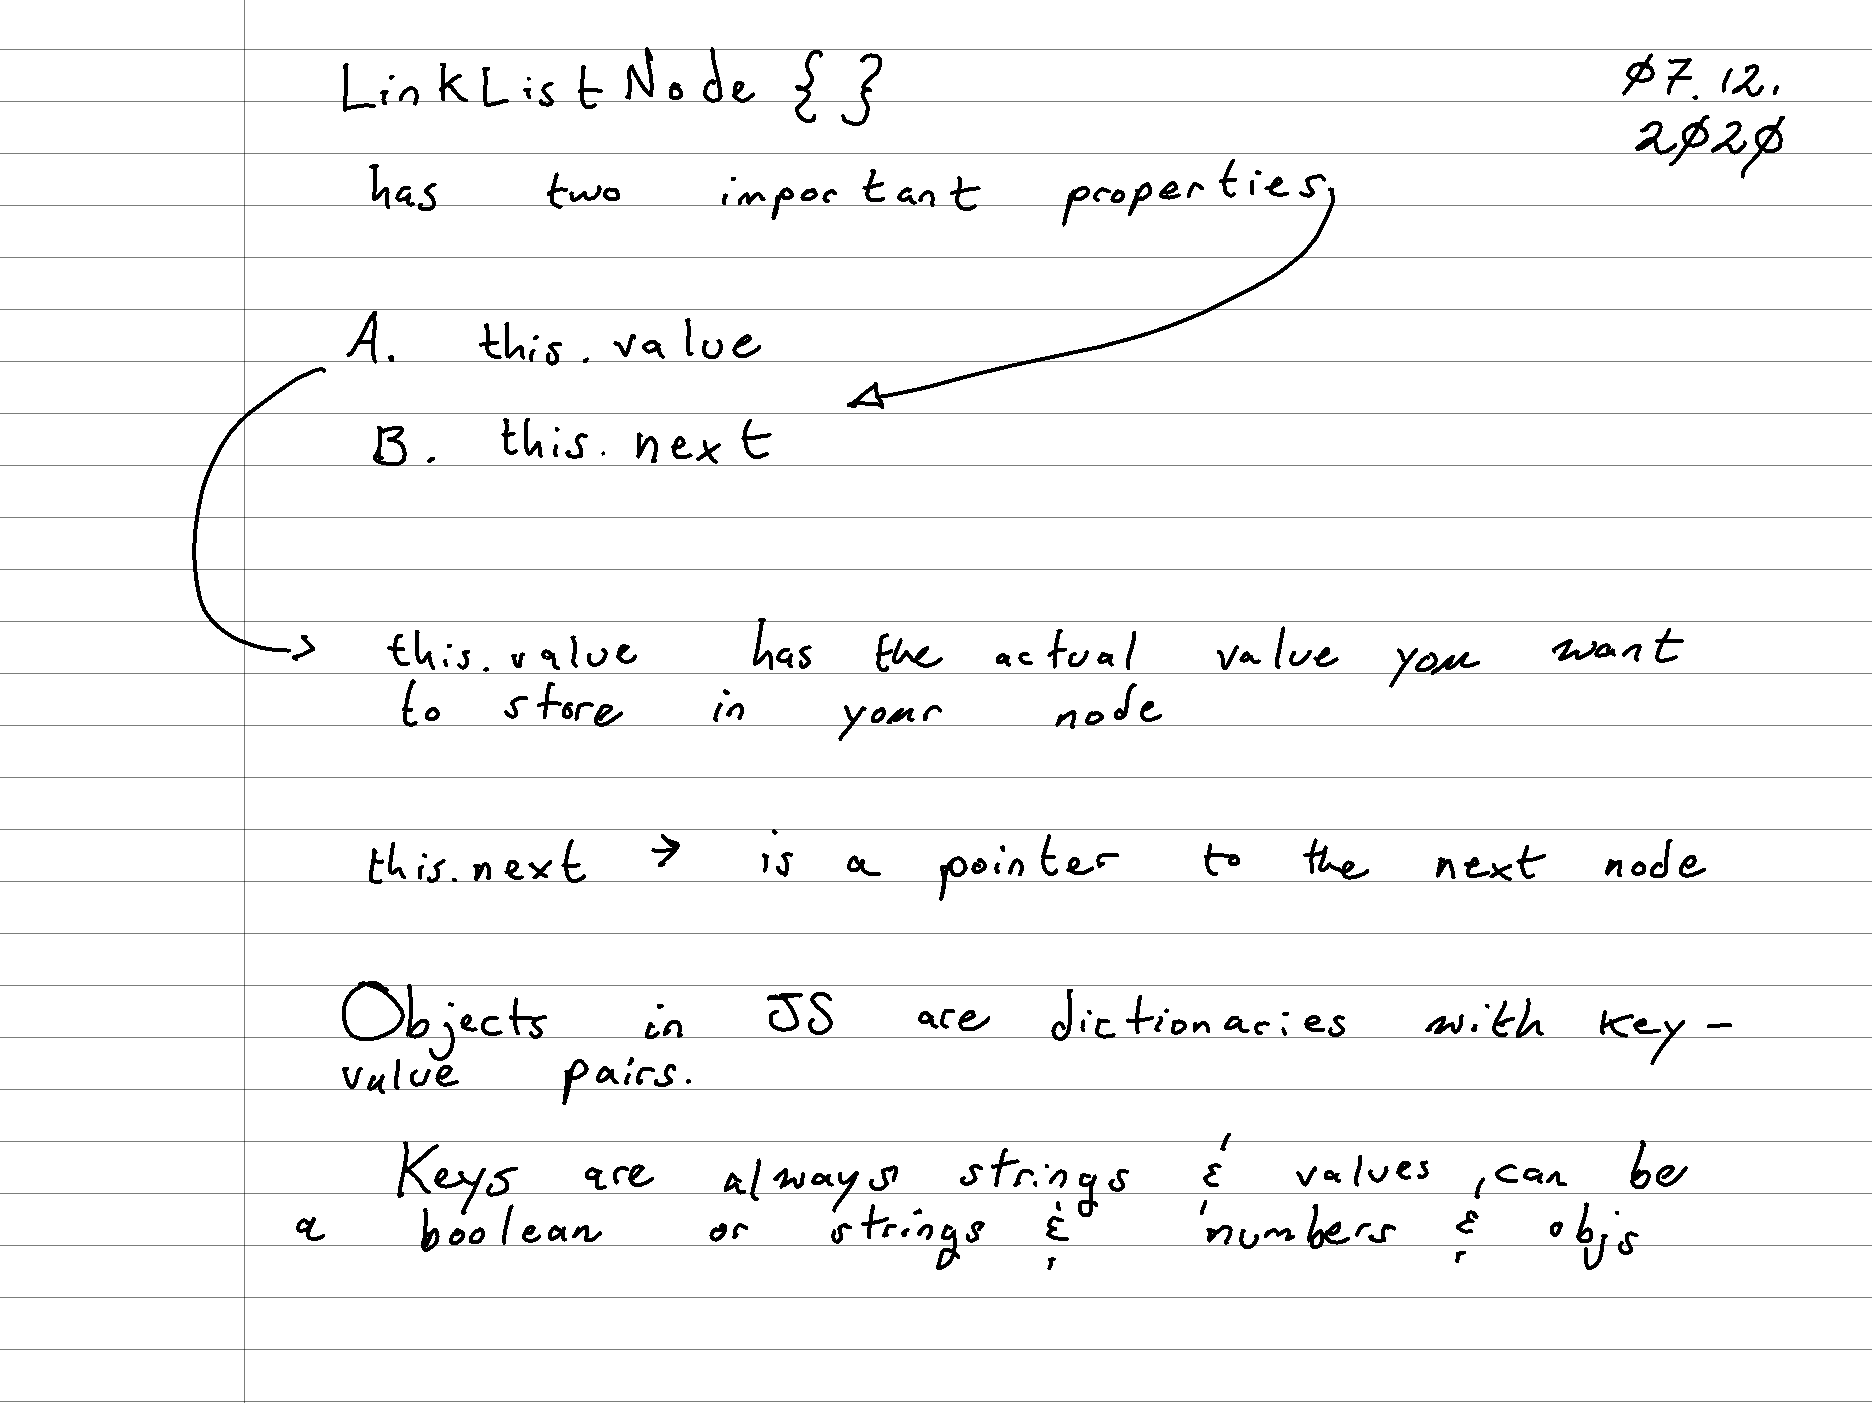 LinkListNode { }
07.12.
2020
has two important properties,
A. this.value
B. this.next
this.value has the actual value you want
to store in your node
this.next → is a pointer to the next node
Objects in JS are dictionaries with key-
value pairs.
Keys are always strings & values can be
a boolean or strings & numbers & objs